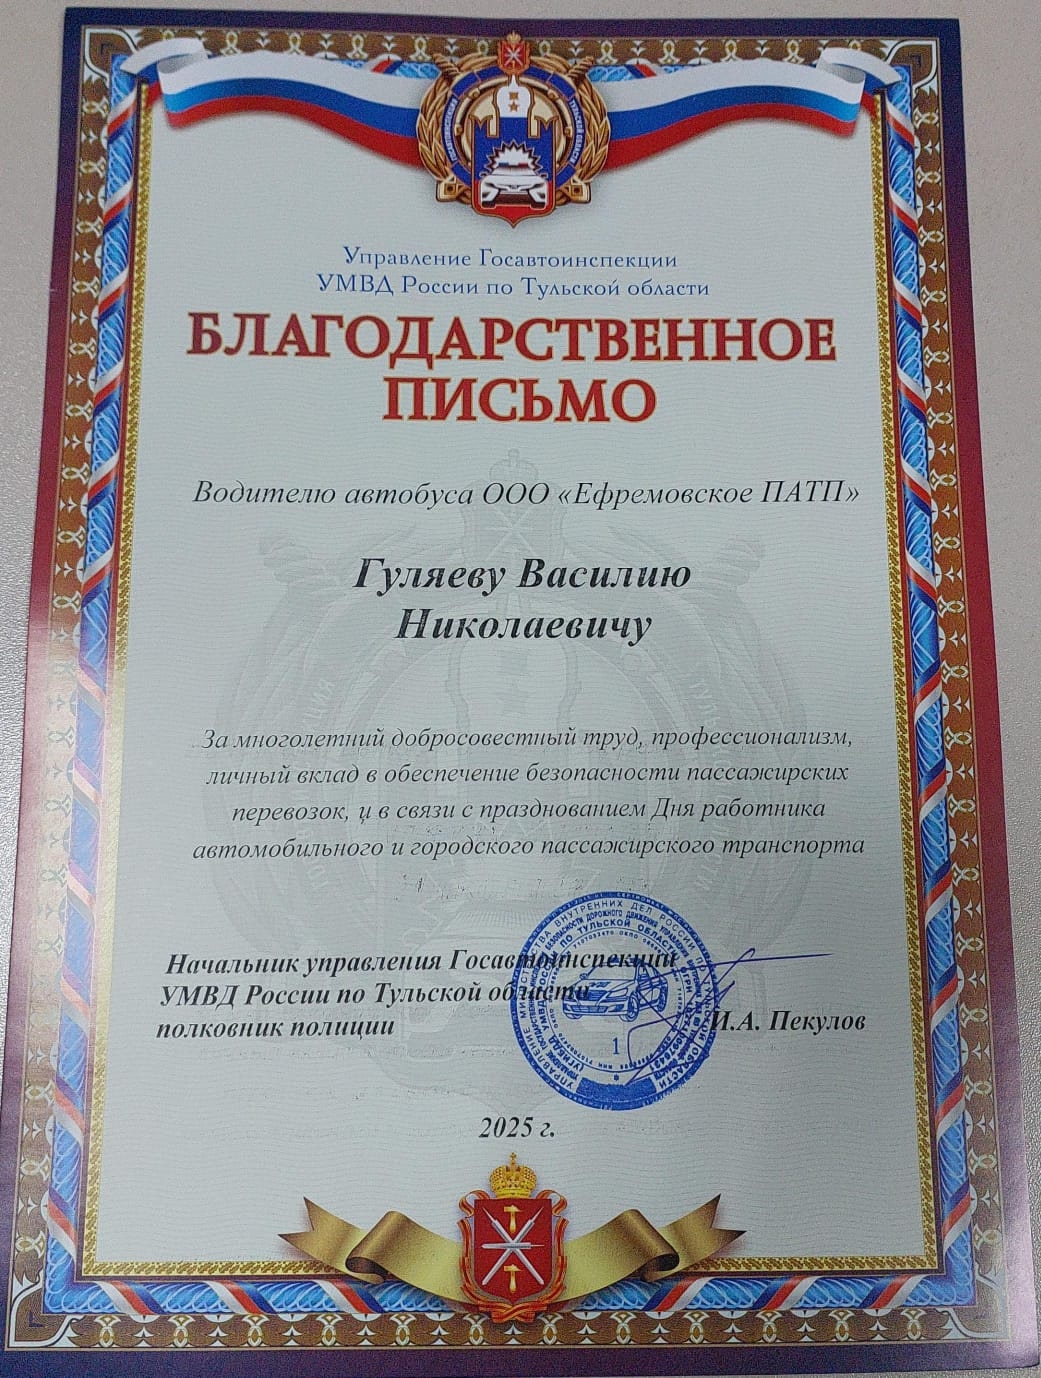 Управление Госавтоинспекции
УМВД России по Тульской области
БЛАГОДАРСТВЕННОЕ
ПИСЬМО
Водителю автобуса ООО «Ефремовское ПАТП»
Гуляеву Василию
Николаевичу
За многолетний добросовестный труд, профессионализм,
личный вклад в обеспечение безопасности пассажирских
перевозок, и в связи с празднованием Дня работника
автомобильного и городского пассажирского транспорта
Начальник управления Госавтоинспекции
УМВД России по Тульской области
полковник полиции
И.А. Пекулов
1
2025 г.